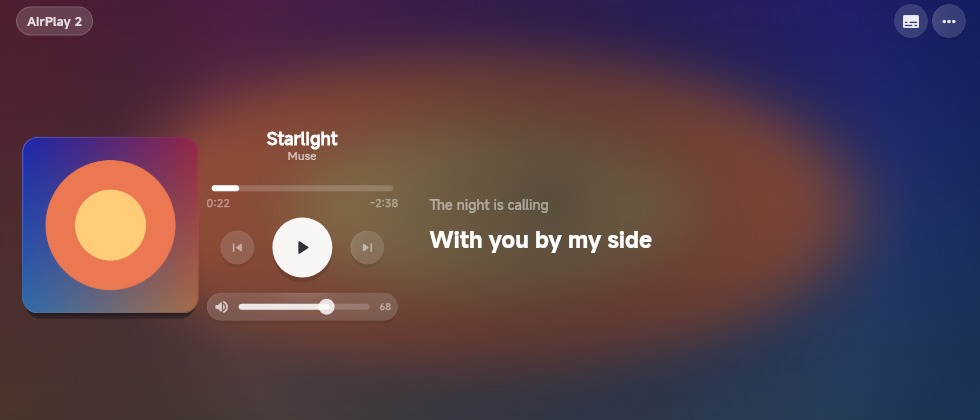 AirPlay 2
Starlight
Muse
0:22
-2:38
68
The night is calling
With you by my side